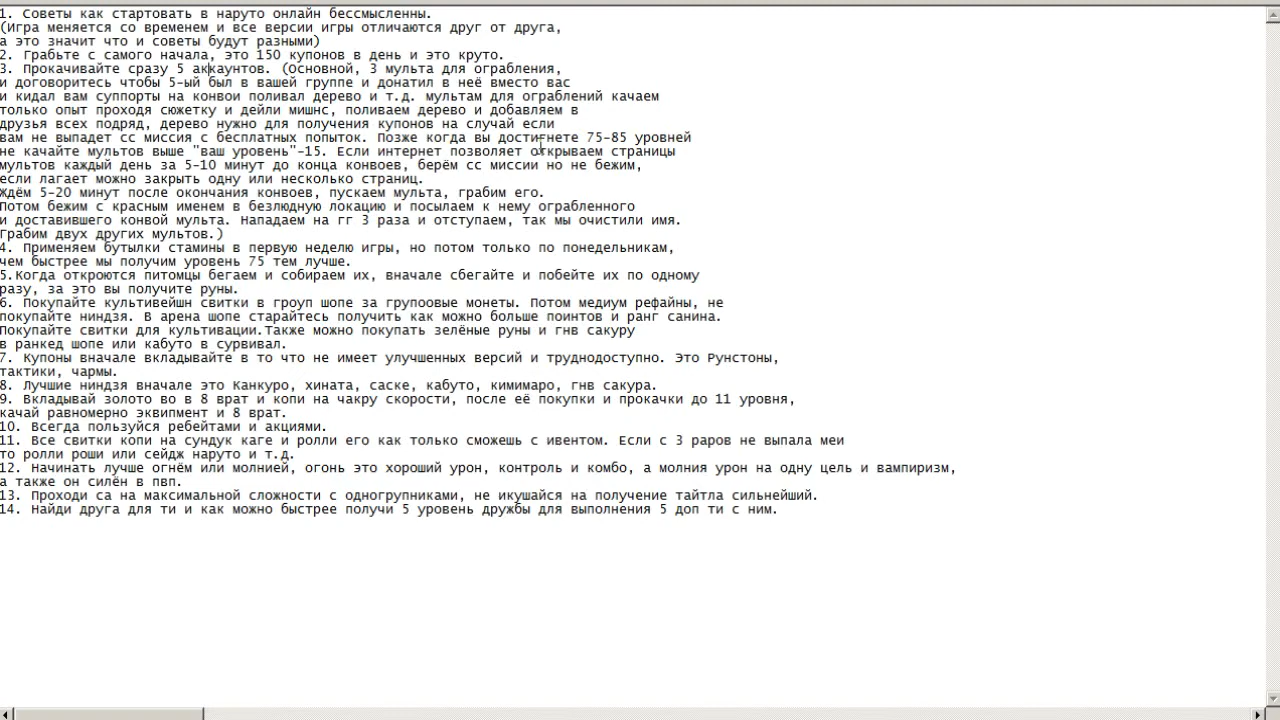 1. Советы как стартовать в наруто онлайн бессмысленны.
(Игра меняется со временем и все версии игры отличаются друг от друга,
а это значит что и советы будут разными)
2. Грабьте с самого начала, это 150 купонов в день и это круто.
3. Прокачивайте сразу 5 аккаунтов. (Основной, 3 мульта для ограбления,
и договоритесь чтобы 5-ый был в вашей группе и донатил в неё вместо вас
и кидал вам суппорты на конвои поливал дерево и т.д. мультам для ограблений качаем
только опыт проходя сюжетку и дейли мишнс, поливаем дерево и добавляем в
друзья всех подряд, дерево нужно для получения купонов на случай если
вам не выпадет сс миссия с бесплатных попыток. Позже когда вы достигнете 75-85 уровней
не качайте мультов выше "ваш уровень"-15. Если интернет позволяет открываем страницы
мультов каждый день за 5-10 минут до конца конвоев, берём сс миссии но не бежим,
если лагает можно закрыть одну или несколько страниц.
Ждём 5-20 минут после окончания конвоев, пускаем мульта, грабим его.
Потом бежим с красным именем в безлюдную локацию и посылаем к нему ограбленного
и доставившего конвой мульта. Нападаем на гг 3 раза и отступаем, так мы очистили имя.
Грабим двух других мультов.)
4. Применяем бутылки стамины в первую неделю игры, но потом только по понедельникам,
чем быстрее мы получим уровень 75 тем лучше.
5.Когда откроются питомцы бегаем и собираем их, вначале сбегайте и побейте их по одному
разу, за это вы получите руны.
6. Покупайте культивейшн свитки в гроуп шопе за групоовые монеты. Потом медиум рефайны, не
покупайте ниндзя. В арена шопе старайтесь получить как можно больше поинтов и ранг санина.
Покупайте свитки для культивации.Также можно покупать зелёные руны и гнв сакуру
в ранкед шопе или кабуто в сурвивал.
7. Купоны вначале вкладывайте в то что не имеет улучшенных версий и труднодоступно. Это Рунстоны,
тактики, чармы.
8. Лучшие ниндзя вначале это Канкуро, хината, саске, кабуто, кимимаро, гнв сакура.
9. Вкладывай золото во в 8 врат и копи на чакру скорости, после её покупки и прокачки до 11 уровня,
качай равномерно эквипмент и 8 врат.
10. Всегда пользуйся ребейтами и акциями.
11. Все свитки копи на сундук каге и ролли его как только сможешь с ивентом. Если с 3 раров не выпала меи
то ролли роши или сейдж наруто и т.д.
12. Начинать лучше огнём или молнией, огонь это хороший урон, контроль и комбо, а молния урон на одну цель и вампиризм,
а также он силён в пвп.
13. Проходи са на максимальной сложности с одногрупниками, не икушайся на получение тайтла сильнейший.
14. Найди друга для ти и как можно быстрее получи 5 уровень дружбы для выполнения 5 доп ти с ним.